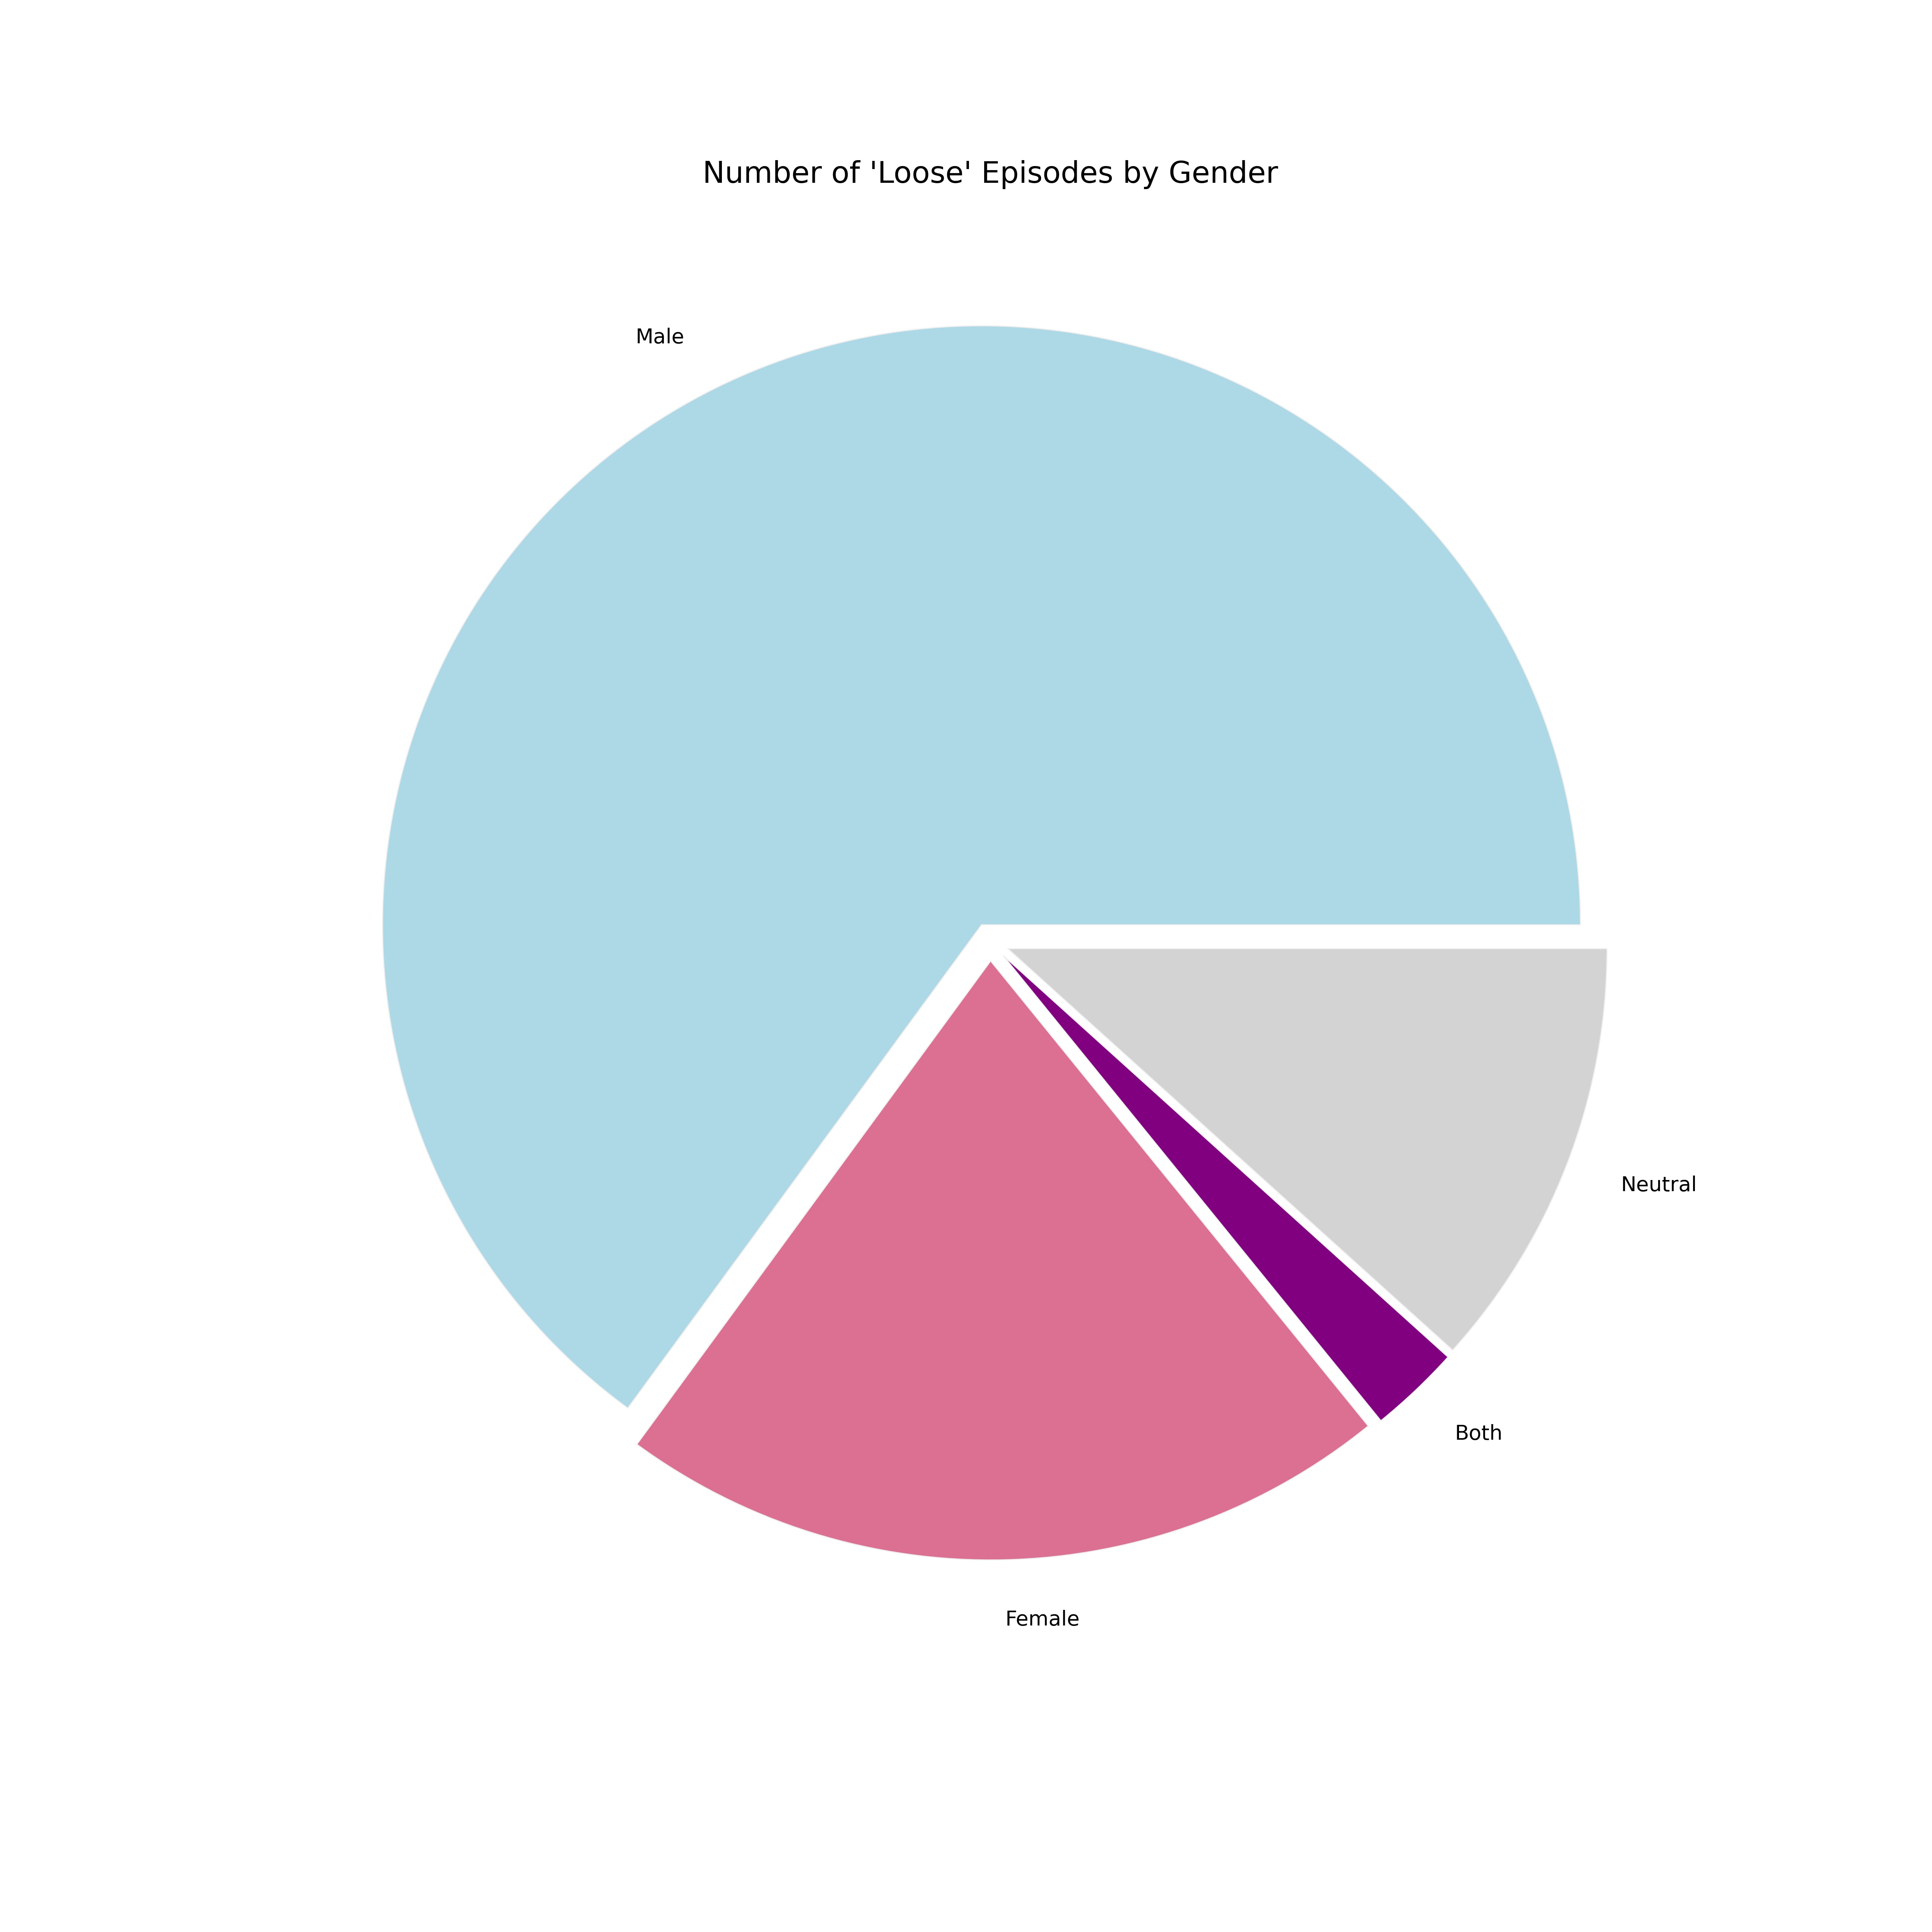 Number of 'Loose' Episodes by Gender
Male
Neutral
Both
Female